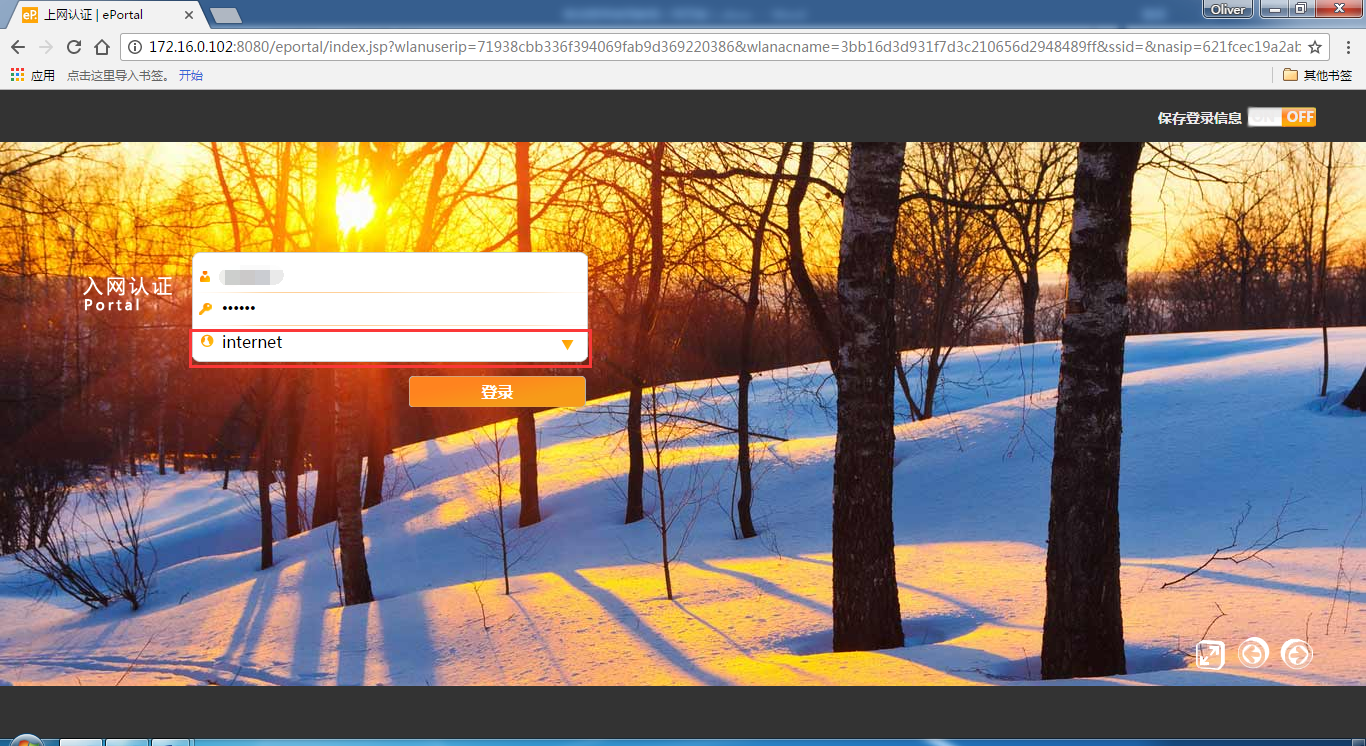 上网认证 | ePortal
Oliver
172.16.0.102:8080/eportal/index.jsp?wlanuserip=71938cbb336f394069fab9d369220386&wlanacname=3bb16d3d931f7d3c210656d2948489ff&ssid=&nasip=621fcec19a2ab
应用 点击这里导入书签。 开始 其他书签
保存登录信息 ON OFF
入网认证
Portal
internet
登录